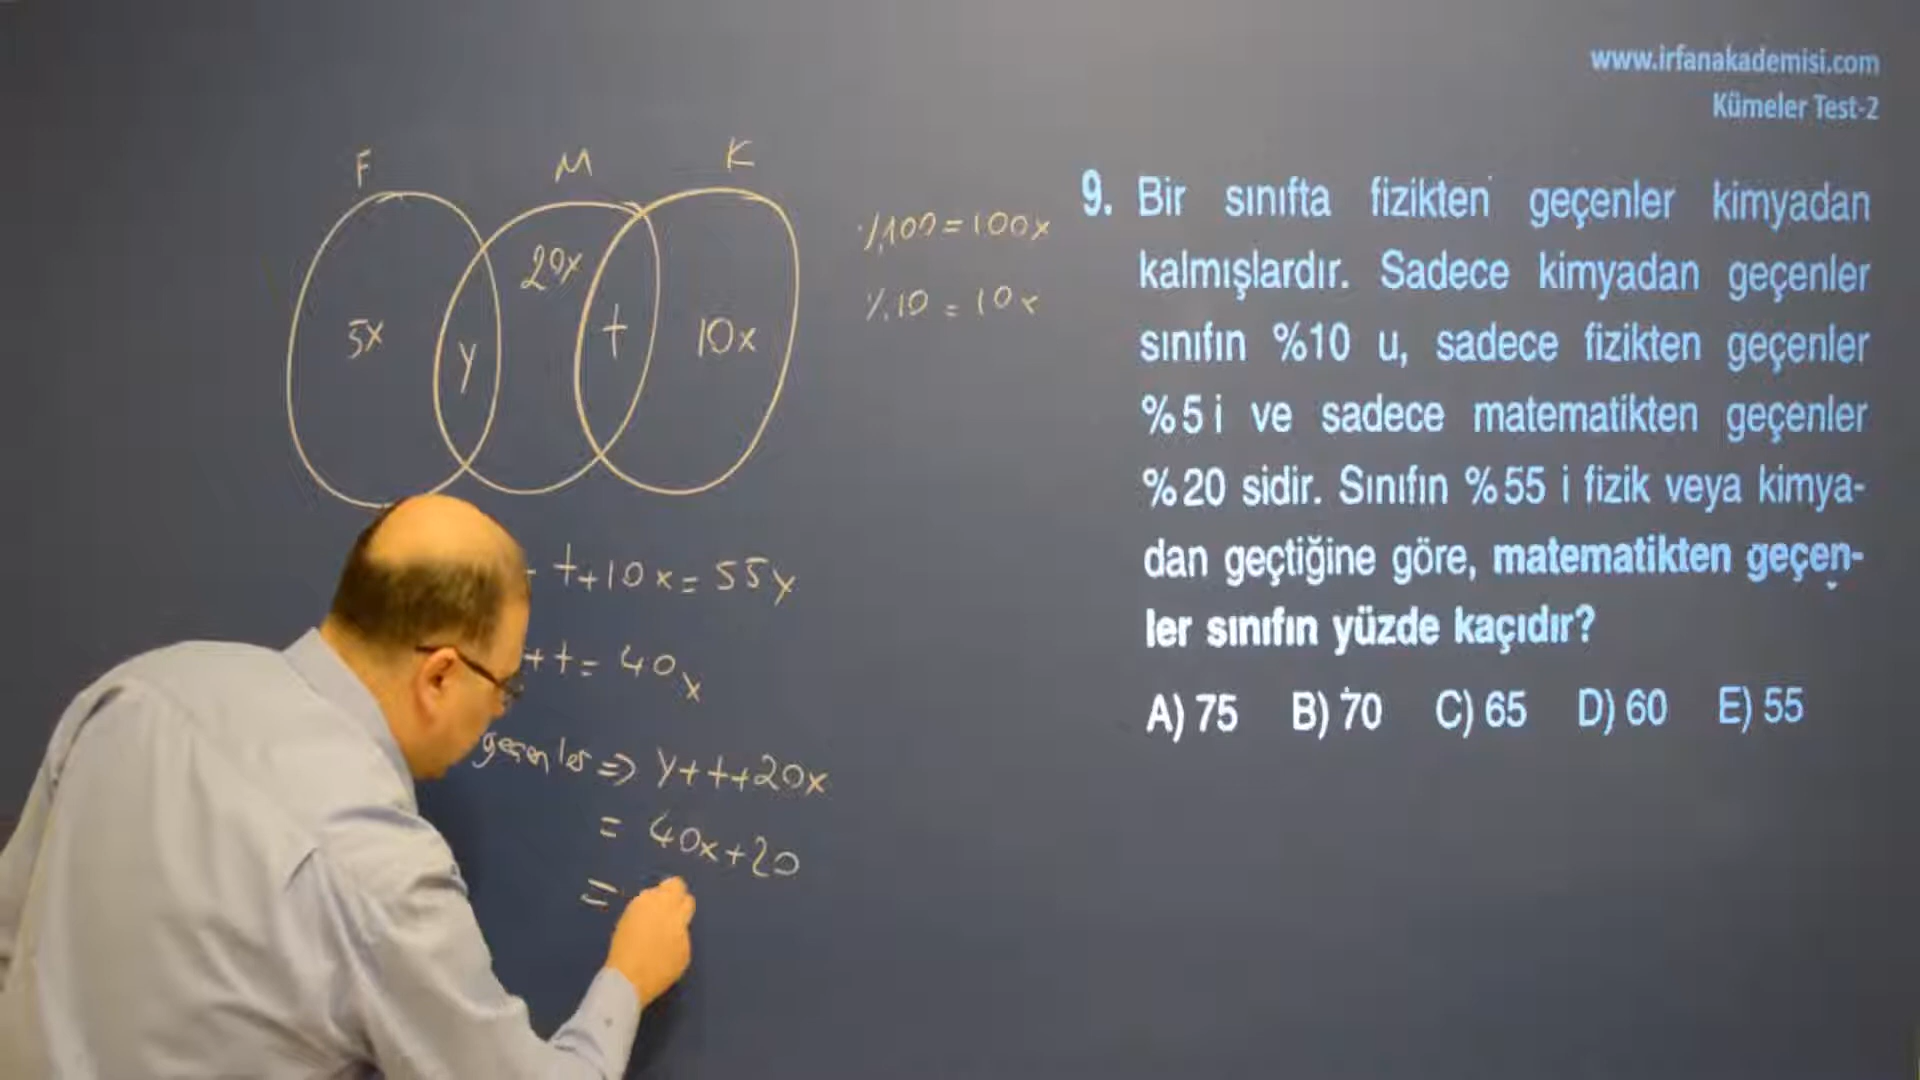 www.irfanakademisi.com
Kümeler Test-2
F M K
5x y 20x t 10x
%100 = 100x
%10 = 10x
t+10x = 55x
+t = 40x
geçenler => y+t+20x
= 40x+20
=
9. Bir sınıfta fizikten geçenler kimyadan
kalmışlardır. Sadece kimyadan geçenler
sınıfın %10 u, sadece fizikten geçenler
%5 i ve sadece matematikten geçenler
%20 sidir. Sınıfın %55 i fizik veya kimya-
dan geçtiğine göre, matematikten geçen-
ler sınıfın yüzde kaçıdır?
A) 75 B) 70 C) 65 D) 60 E) 55